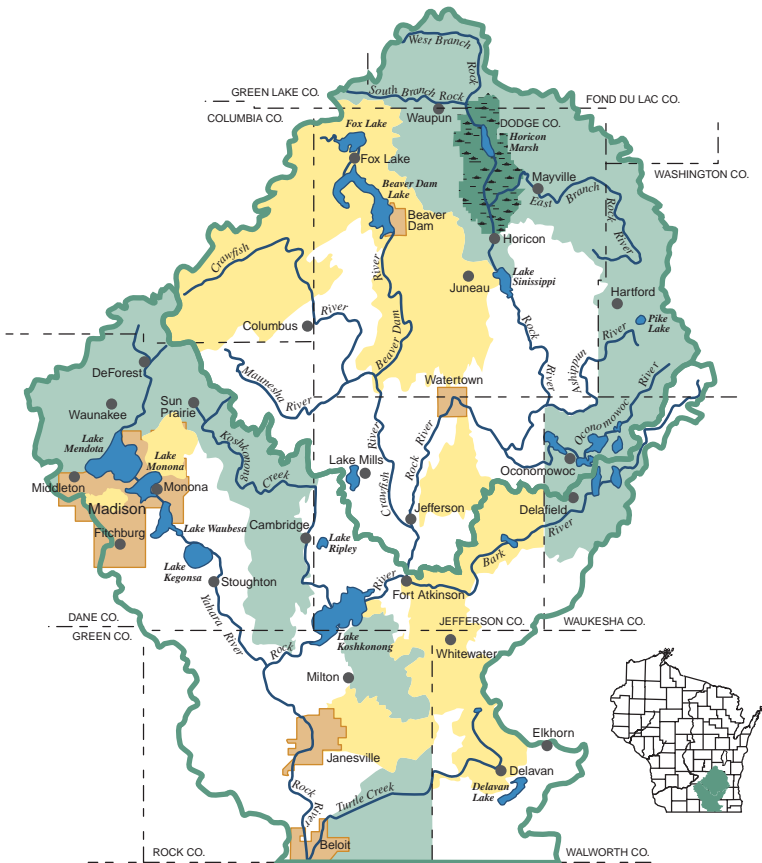 West Branch
Rock
South Branch Rock
GREEN LAKE CO.
COLUMBIA CO.
FOND DU LAC CO.
DODGE CO.
Waupun
Horicon
Marsh
Fox Lake
Fox Lake
WASHINGTON CO.
Mayville
East Branch
Rock
River
Beaver Dam
Lake
Beaver
Dam
Horicon
Crawfish
River
Lake
Sinissippi
Juneau
Hartford
Pike
Lake
River
Columbus
River
Beaver Dam
Rock
River
Ashippun
River
DeForest
Maunesha
River
Watertown
Oconomowoc
Waunakee
Sun
Prairie
Lake
Mendota
Koshkonong
Creek
Lake
Monona
River
Crawfish
River
Rock
Lake Mills
Oconomowoc
Middleton
Monona
Madison
Delafield
Jefferson
River
Bark
Fitchburg
Lake Waubesa
Cambridge
Lake
Ripley
Lake
Kegonsa
Stoughton
River
Fort Atkinson
Yahara
River
DANE CO.
GREEN CO.
JEFFERSON CO.
WAUKESHA CO.
Rock
Lake
Koshkonong
Whitewater
Milton
Elkhorn
Janesville
Delavan
Delavan
Lake
Rock
River
Turtle Creek
Beloit
ROCK CO.
WALWORTH CO.